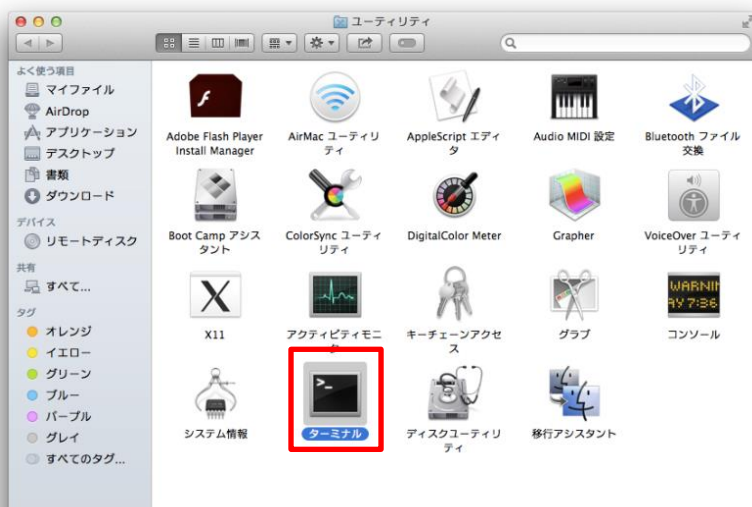 ユーティリティ
よく使う項目
マイファイル
AirDrop
アプリケーション
デスクトップ
書類
ダウンロード
デバイス
リモートディスク
共有
すべて...
タグ
オレンジ
イエロー
グリーン
ブルー
パープル
グレイ
すべてのタグ...
Adobe Flash Player
Install Manager
AirMac ユーティリ
ティ
AppleScript エディ
タ
Audio MIDI 設定
Bluetooth ファイル
交換
Boot Camp アシス
タント
ColorSync ユーティ
リティ
DigitalColor Meter
Grapher
VoiceOver ユーティ
リティ
X11
アクティビティモニ
タ
キーチェーンアクセ
ス
グラブ
WARNIN
AY 7:36
コンソール
システム情報
>_
ターミナル
ディスクユーティリ
ティ
移行アシスタント